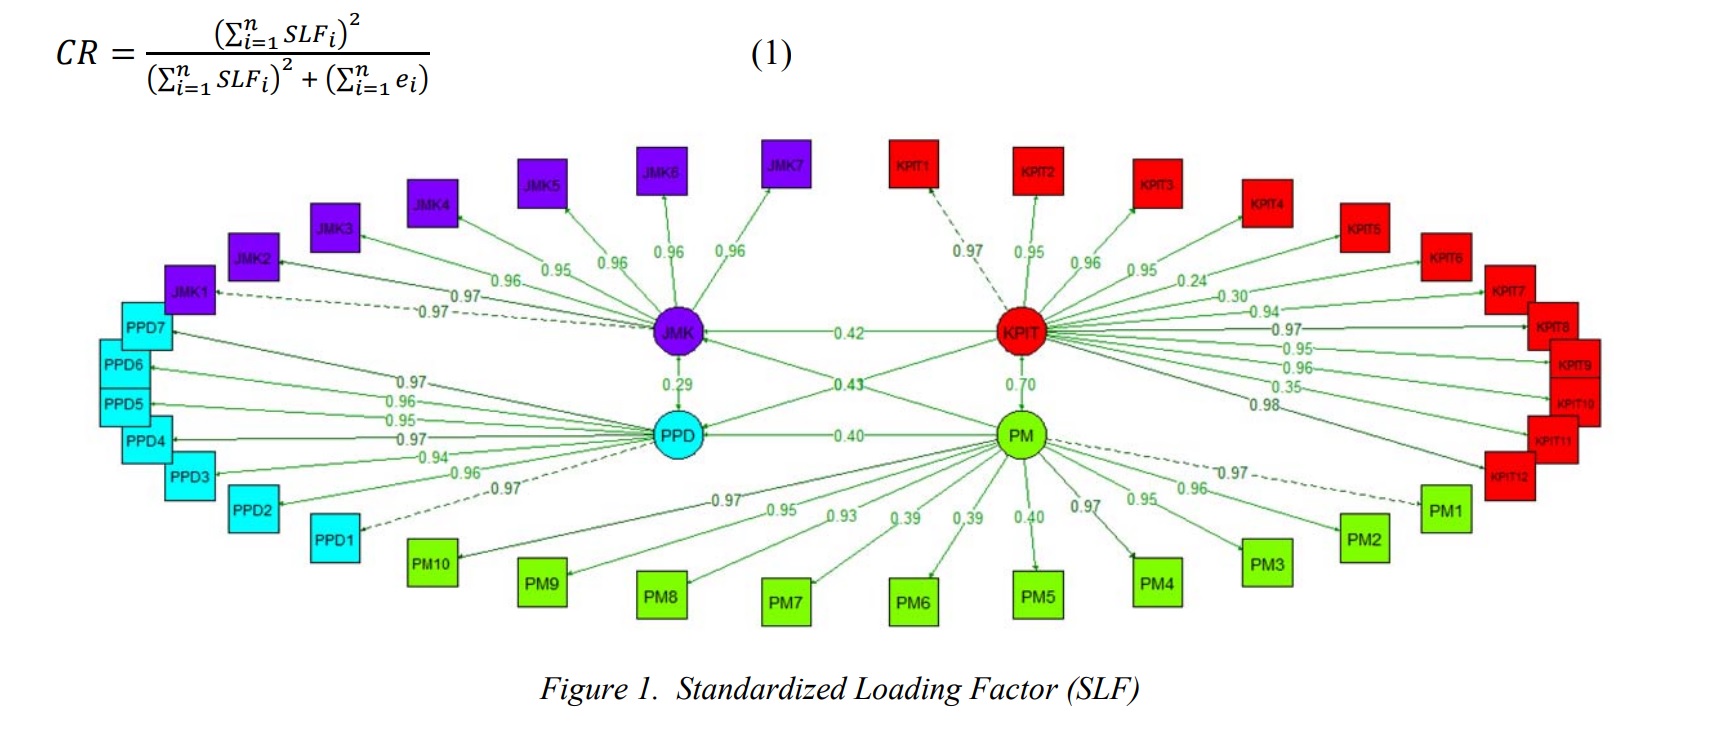 CR = (∑ⁿᵢ₌₁ SLFᵢ)² / ((∑ⁿᵢ₌₁ SLFᵢ)² + (∑ⁿᵢ₌₁ eᵢ)) (1)
JMK7 KPIT1
JMK6 KPIT2
JMK5 KPIT3
JMK4 KPIT4
JMK3 KPIT5
JMK2 KPIT6
JMK1 KPIT7
0.97 0.97 0.96 0.95 0.96 0.96 0.96
0.97 0.95 0.96 0.95 0.24 0.30 0.94 0.97 0.95 0.96 0.35 0.98
PPD7 JMK 0.42 KPIT KPIT8
PPD6 0.29 0.43 0.70 KPIT9
PPD5 KPIT10
PPD4 PPD 0.40 PM KPIT11
PPD3 KPIT12
0.97 0.96 0.95 0.97 0.94 0.96 0.97
0.97 0.95 0.93 0.39 0.39 0.40 0.97 0.95 0.96 0.97
PPD2 PM1
PPD1 PM2
PM10 PM3
PM9 PM4
PM8 PM7 PM6 PM5
Figure 1. Standardized Loading Factor (SLF)